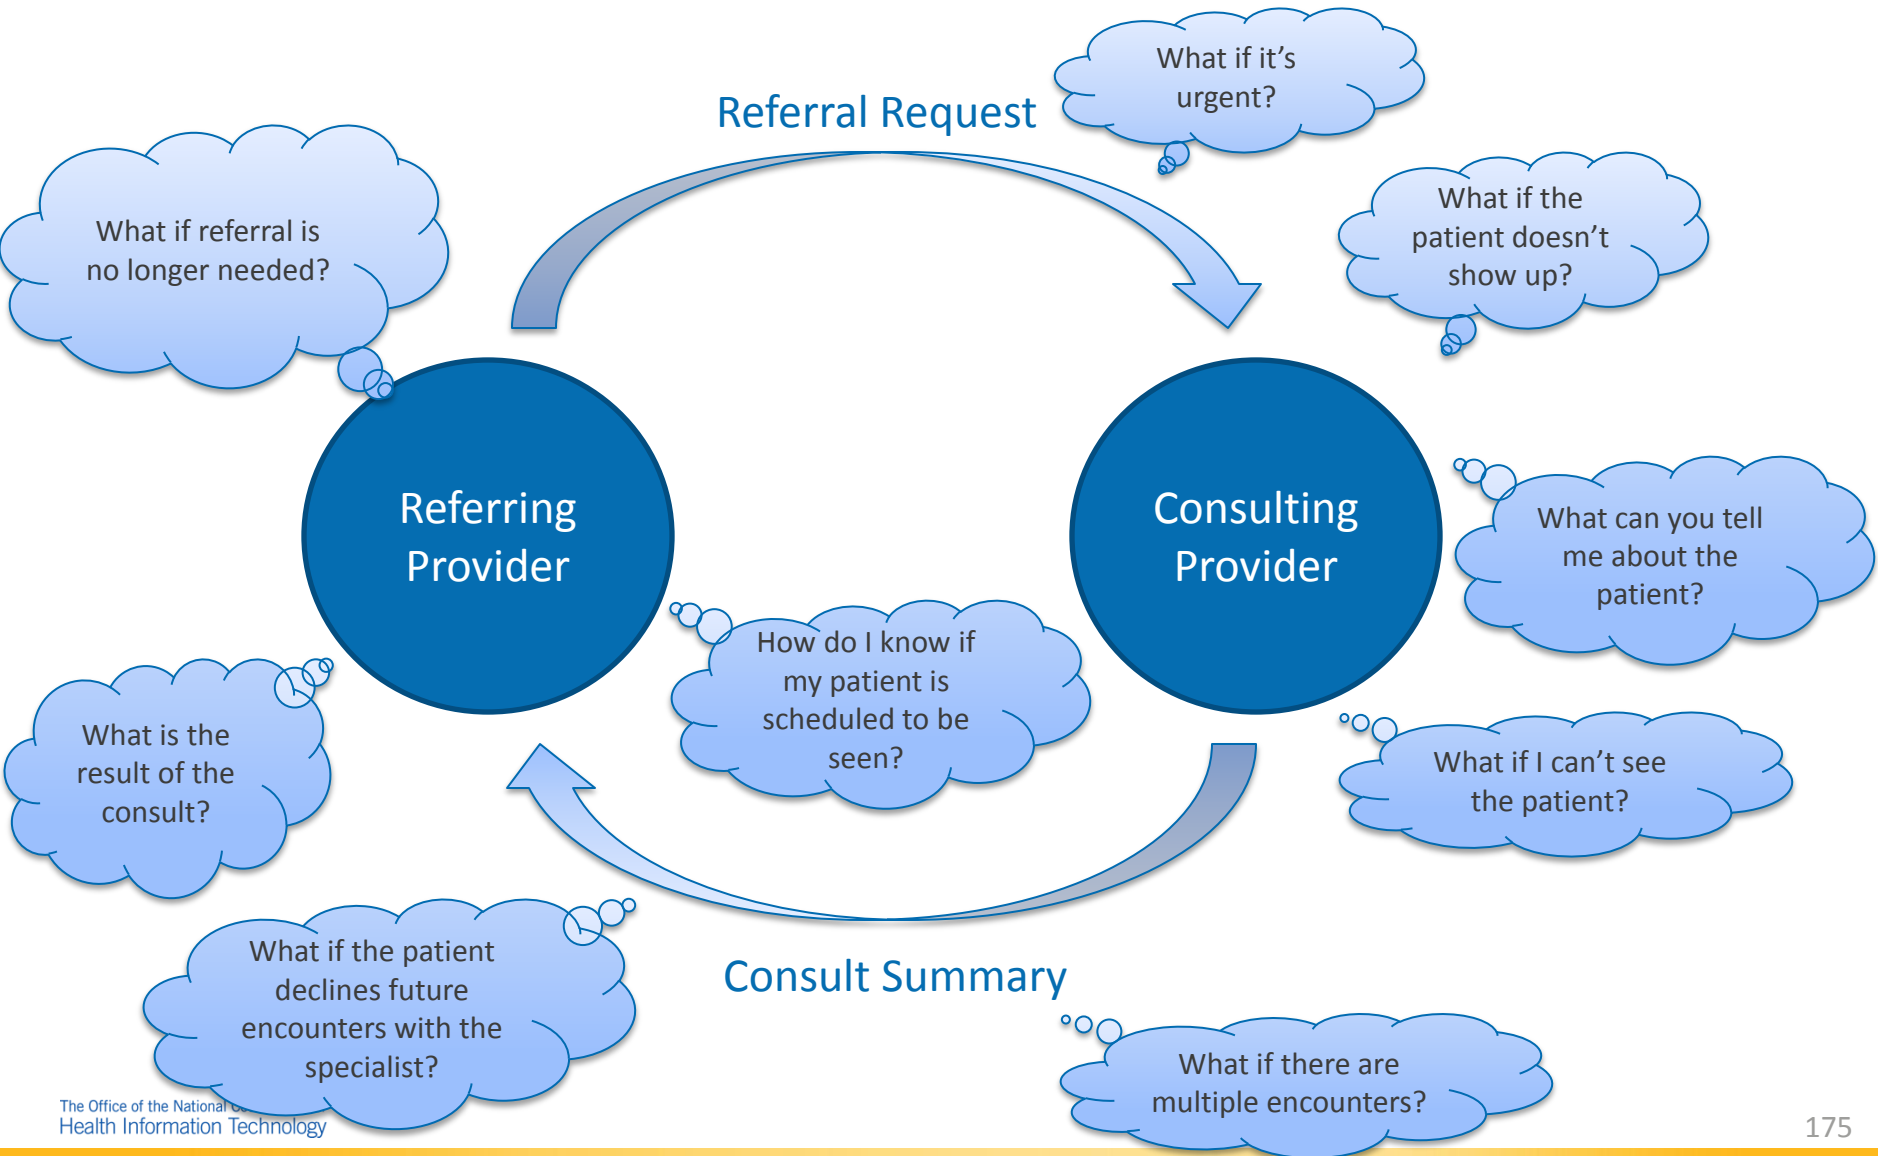 What if it’s
urgent?
Referral Request
What if the
patient doesn’t
show up?
What if referral is
no longer needed?
Referring
Provider
Consulting
Provider
What can you tell
me about the
patient?
How do I know if
my patient is
scheduled to be
seen?
What is the
result of the
consult?
What if I can’t see
the patient?
What if the patient
declines future
encounters with the
specialist?
Consult Summary
What if there are
multiple encounters?
The Office of the National
Health Information Technology
175